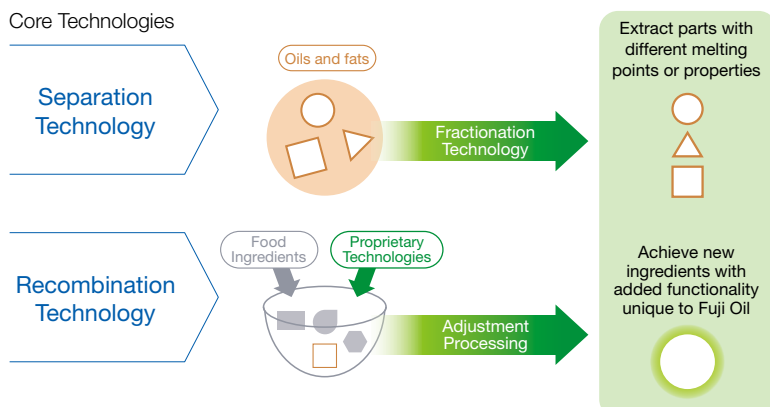 Core Technologies
Separation
Technology
Oils and fats
Fractionation
Technology
Extract parts with
different melting
points or properties
Recombination
Technology
Food
Ingredients
Proprietary
Technologies
Adjustment
Processing
Achieve new
ingredients with
added functionality
unique to Fuji Oil